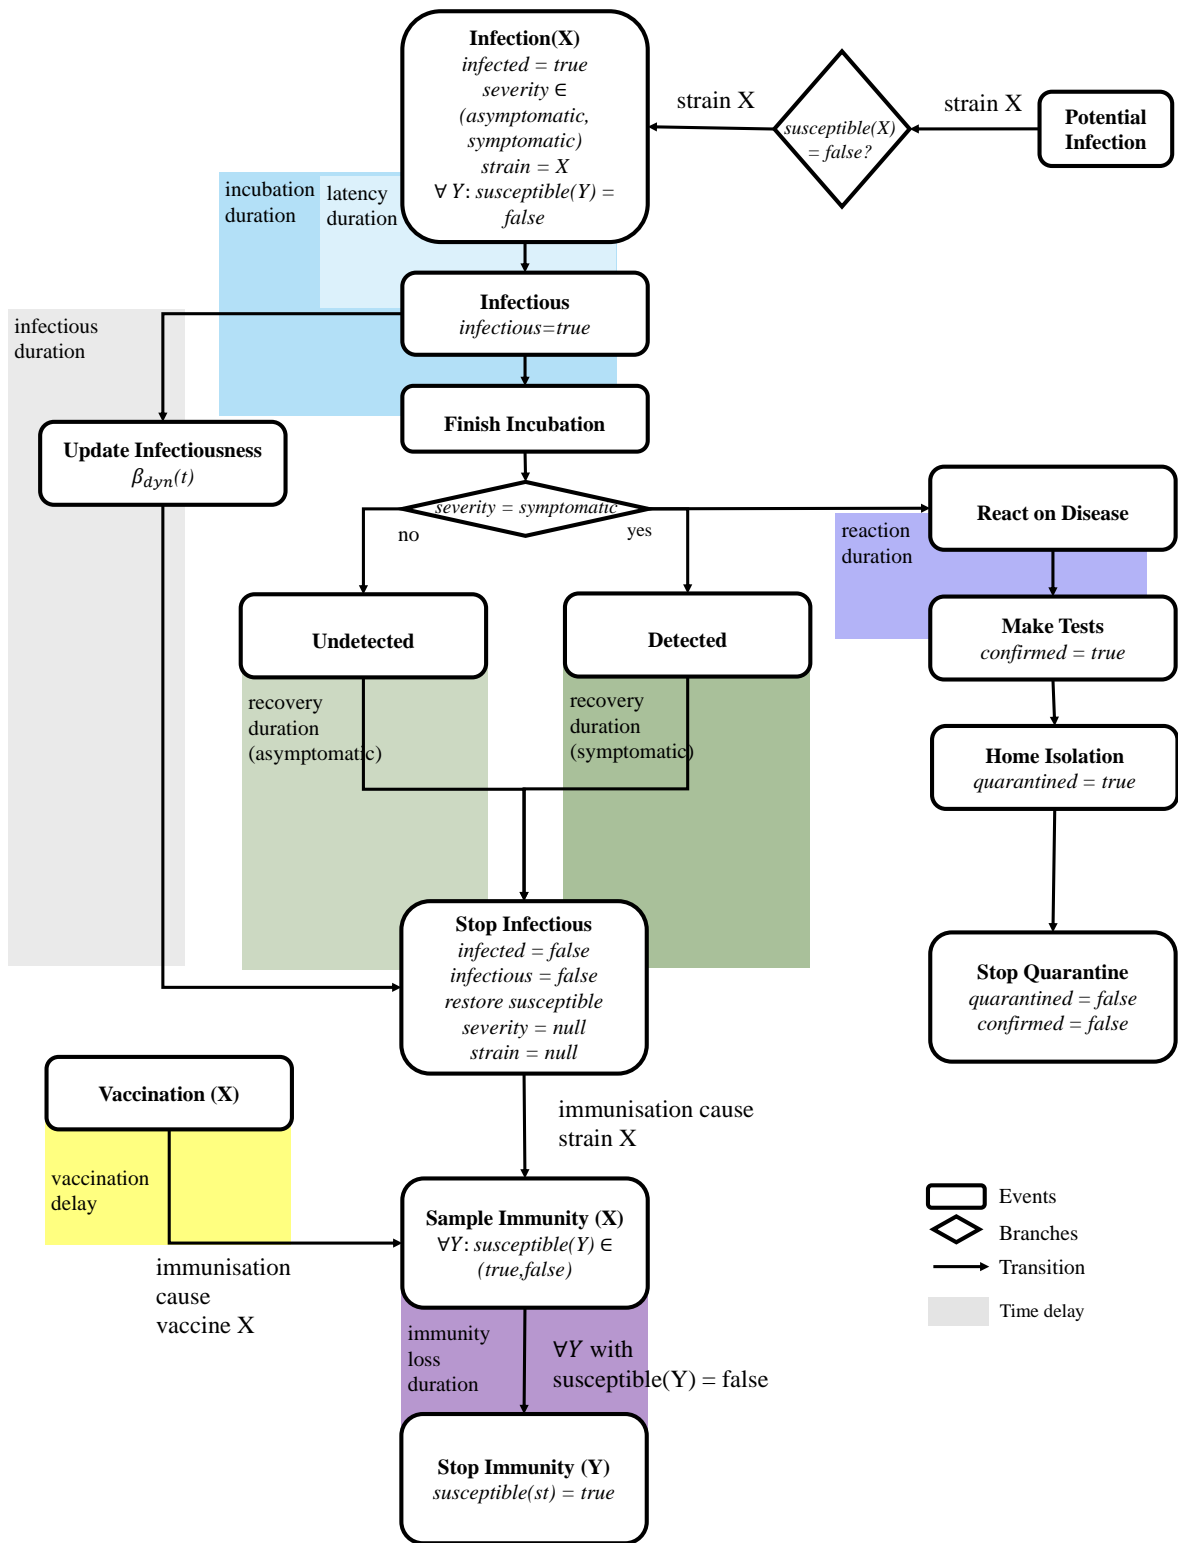 Infection(X)
infected = true
severity ∈
(asymptomatic,
symptomatic)
strain = X
∀ Y: susceptible(Y) =
false
strain X
susceptible(X)
= false?
strain X
Potential
Infection
incubation
duration
latency
duration
Infectious
infectious=true
infectious
duration
Finish Incubation
Update Infectiousness
β_dyn(t)
severity = symptomatic
no
yes
React on Disease
reaction
duration
Make Tests
confirmed = true
Undetected
Detected
recovery
duration
(asymptomatic)
recovery
duration
(symptomatic)
Home Isolation
quarantined = true
Stop Infectious
infected = false
infectious = false
restore susceptible
severity = null
strain = null
Stop Quarantine
quarantined = false
confirmed = false
Vaccination (X)
vaccination
delay
immunisation cause
strain X
Sample Immunity (X)
∀Y: susceptible(Y) ∈
(true,false)
immunisation
cause
vaccine X
immunity
loss
duration
∀Y with
susceptible(Y) = false
Stop Immunity (Y)
susceptible(st) = true
Events
Branches
Transition
Time delay